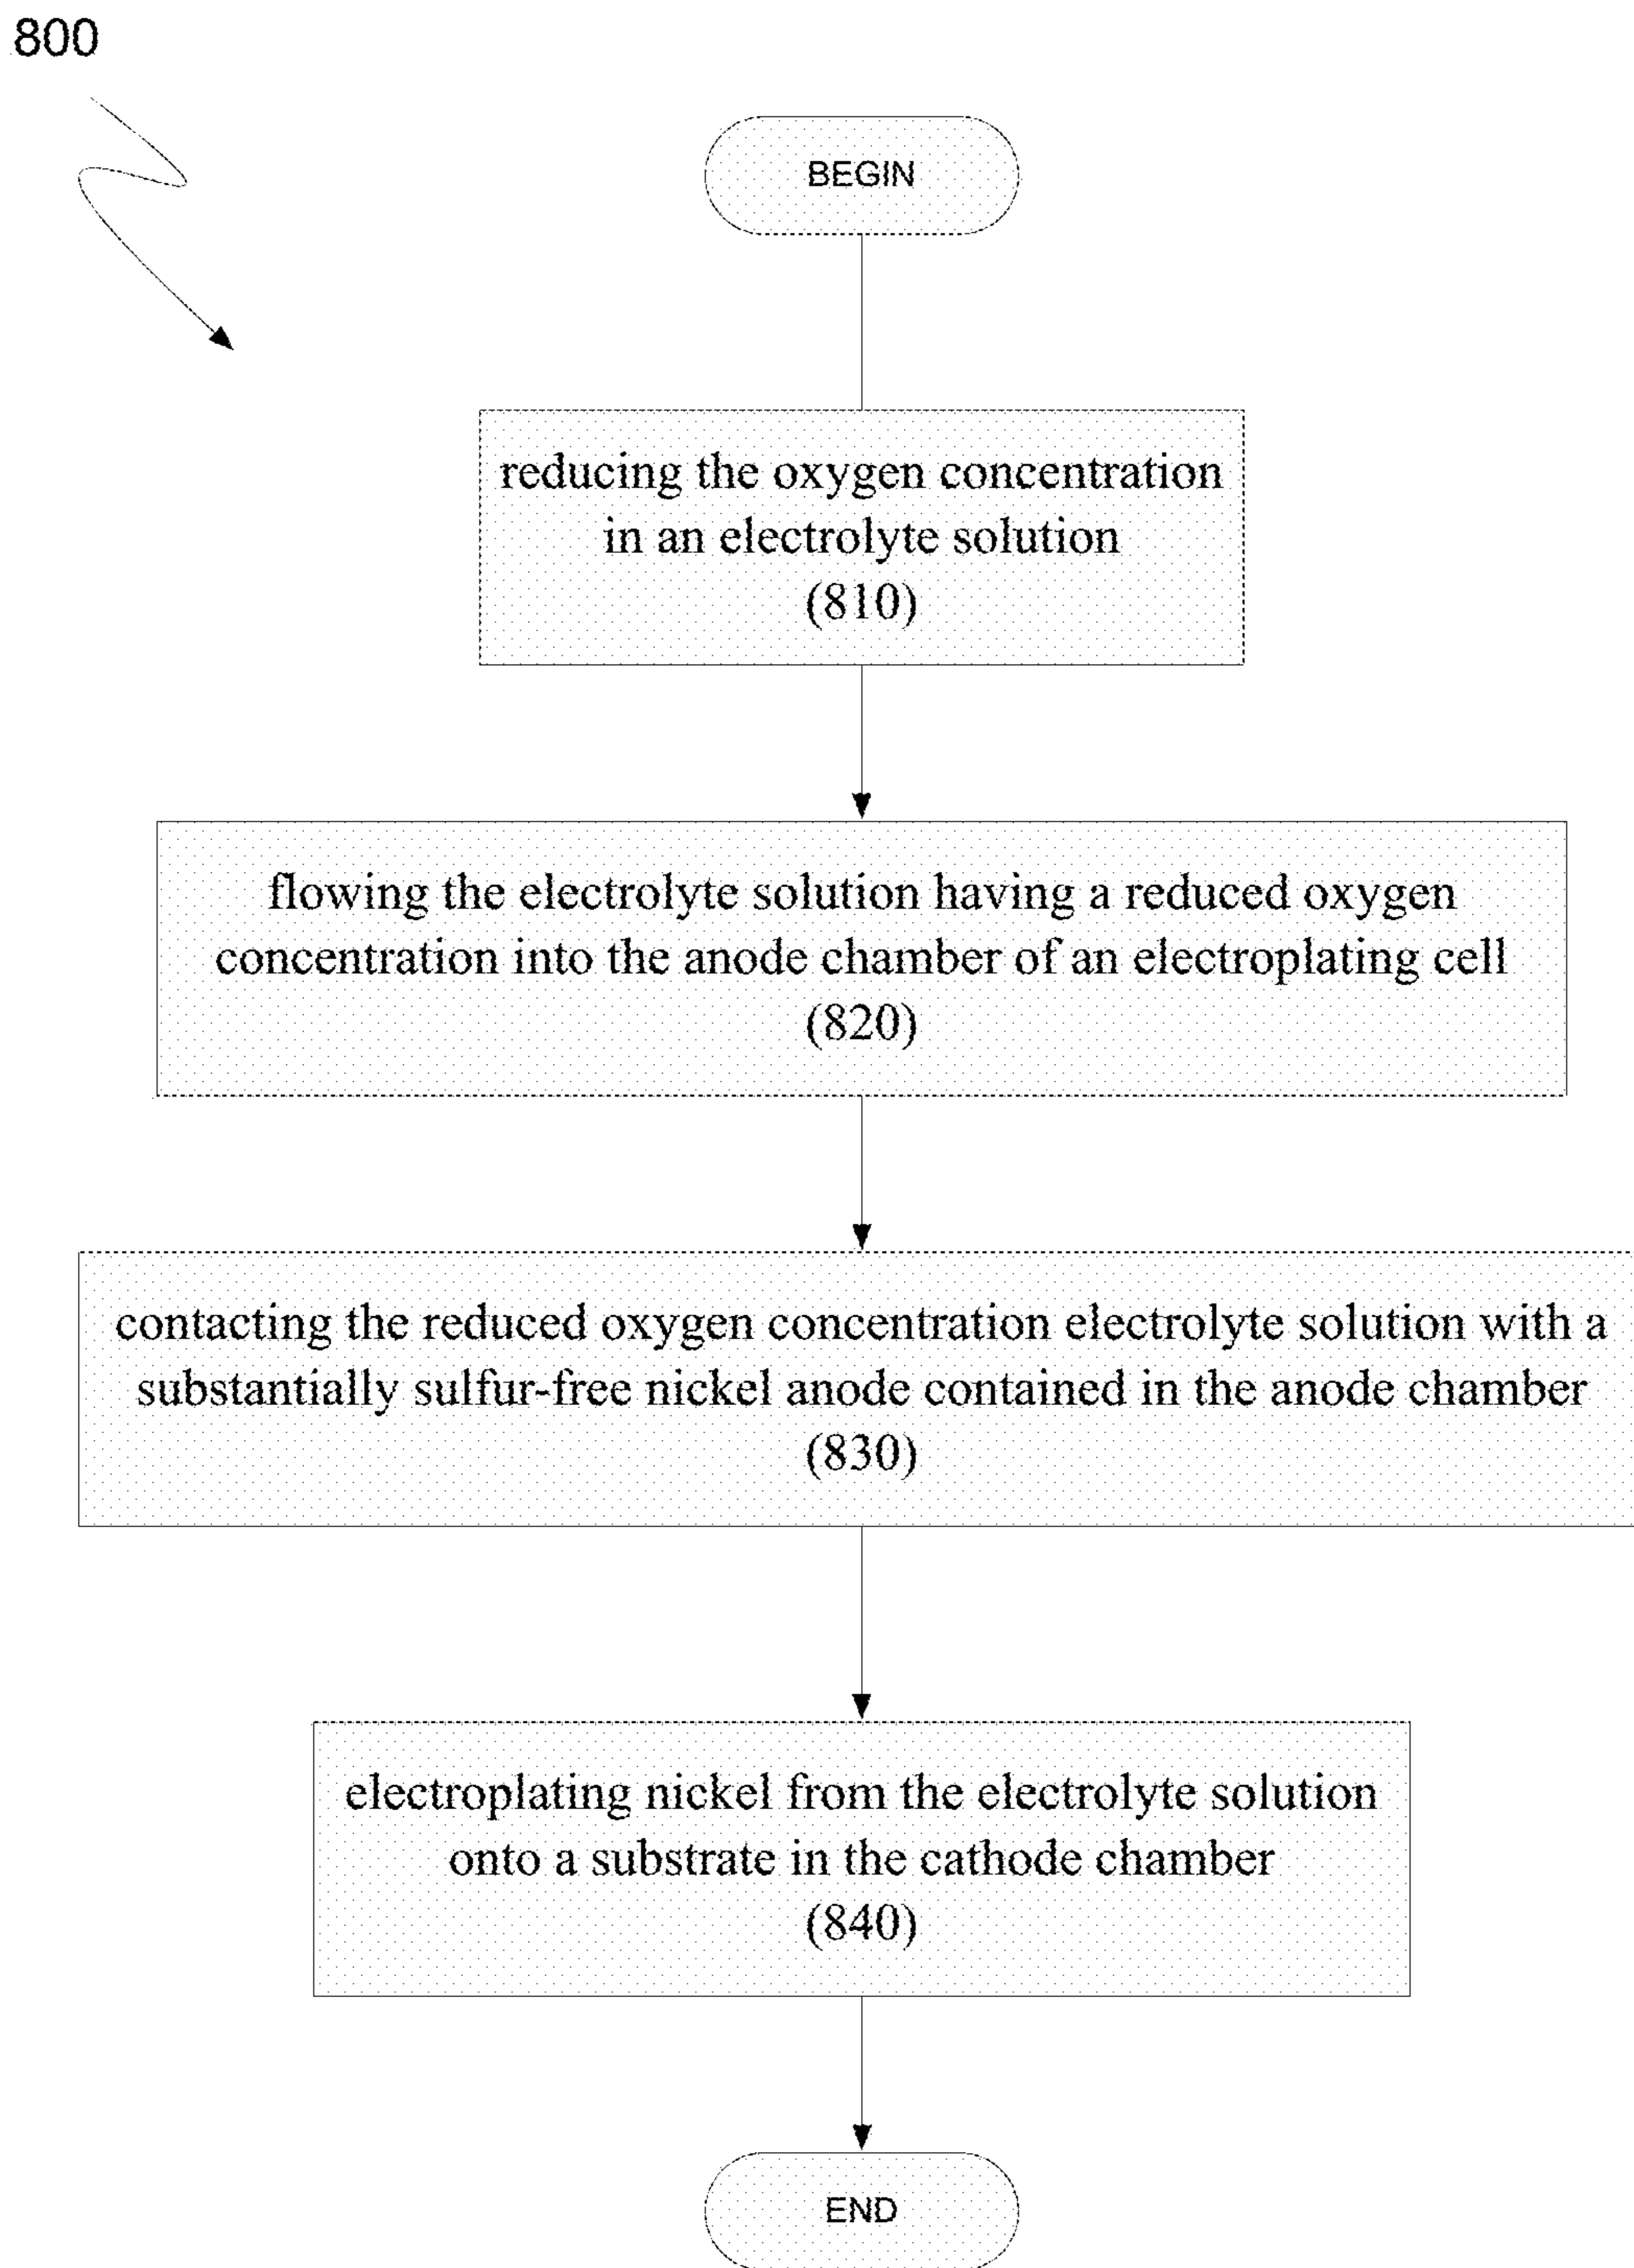 800
BEGIN
reducing the oxygen concentration
in an electrolyte solution
(810)
flowing the electrolyte solution having a reduced oxygen
concentration into the anode chamber of an electroplating cell
(820)
contacting the reduced oxygen concentration electrolyte solution with a
substantially sulfur-free nickel anode contained in the anode chamber
(830)
electroplating nickel from the electrolyte solution
onto a substrate in the cathode chamber
(840)
END